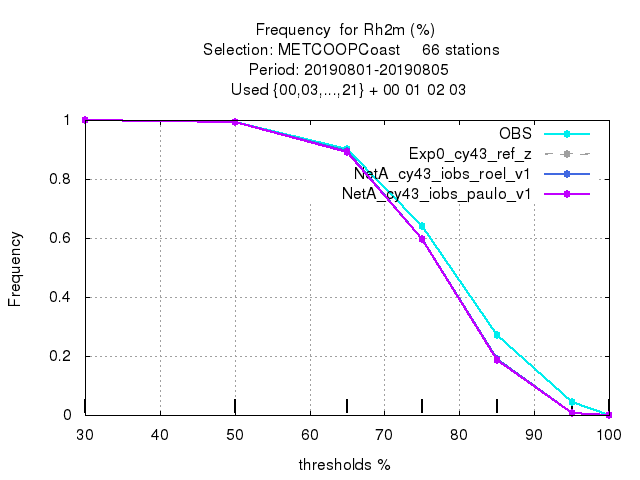 Frequency  for Rh2m (%)
Selection: METCOOPCoast     66 stations
Period: 20190801-20190805
Used {00,03,...,21} + 00 01 02 03
1
0.8
0.6
0.4
0.2
0
Frequency
OBS
Exp0_cy43_ref_z
NetA_cy43_iobs_roel_v1
NetA_cy43_iobs_paulo_v1
30 40 50 60 70 80 90 100
thresholds %